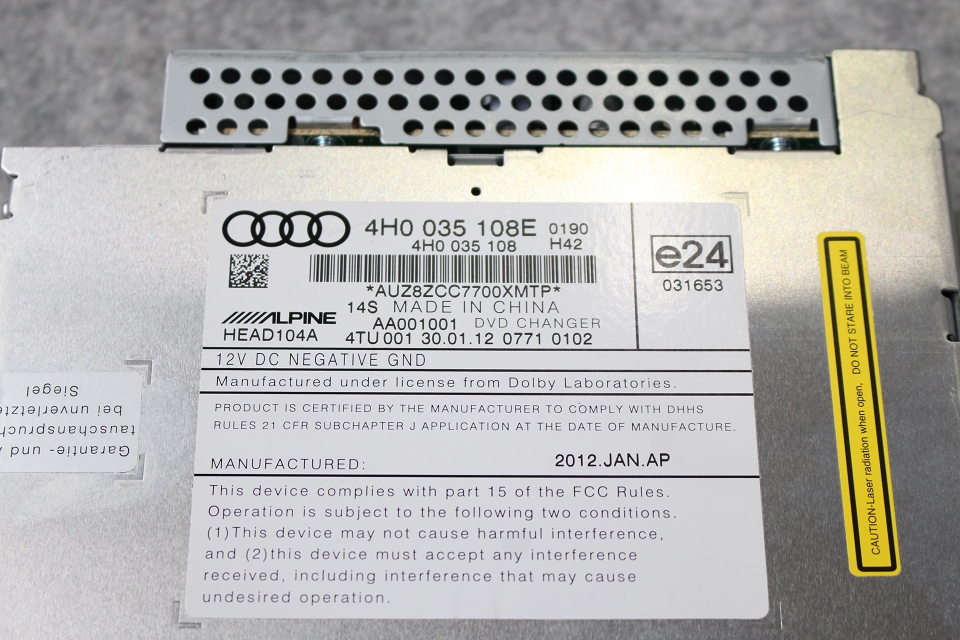 4H0 035 108E 0190
4H0 035 108 H42
e24
031653
*AUZ8ZCC7700XMTP*
14S MADE IN CHINA
ALPINE AA001001 DVD CHANGER
HEAD104A 4TU 001 30.01.12 0771 0102
12V DC NEGATIVE GND
Manufactured under license from Dolby Laboratories.
PRODUCT IS CERTIFIED BY THE MANUFACTURER TO COMPLY WITH DHHS
RULES 21 CFR SUBCHAPTER J APPLICATION AT THE DATE OF MANUFACTURE.
MANUFACTURED: 2012.JAN.AP
This device complies with part 15 of the FCC Rules.
Operation is subject to the following two conditions.
(1)This device may not cause harmful interference,
and (2)this device must accept any interference
received, including interference that may cause
undesired operation.
CAUTION-Laser radiation when open, DO NOT STARE INTO BEAM
Garantie- und
tauschanspruch
bei unverletzte
Siegel